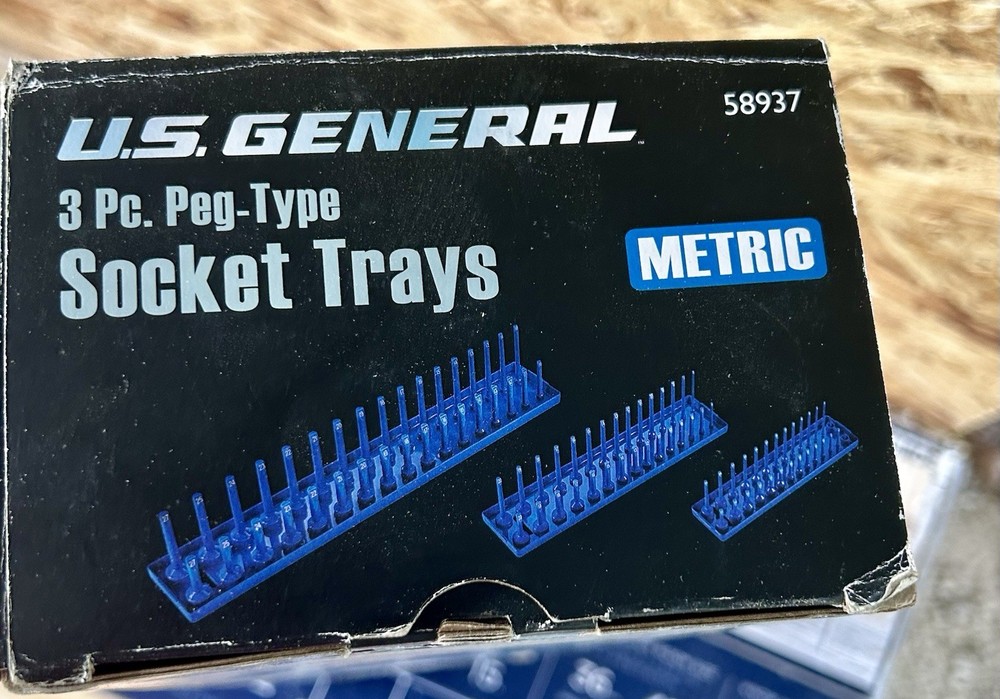 58937
U.S. GENERAL
3 Pc. Peg-Type
Socket Trays
METRIC